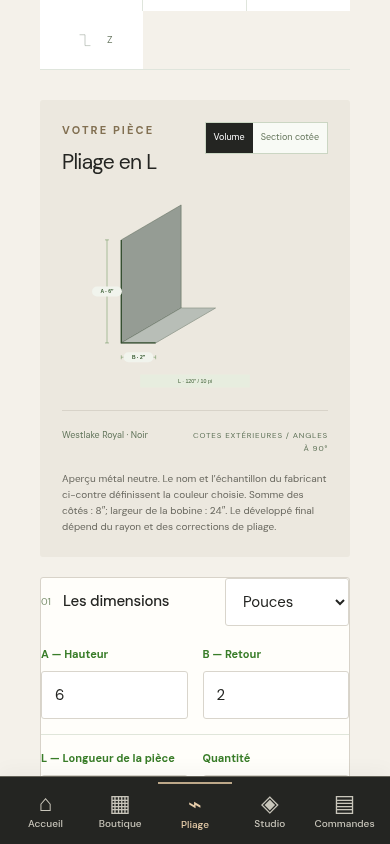 Z
VOTRE PIÈCE
Volume
Section cotée
Pliage en L
A · 6"
B · 2"
L · 120" / 10 pi
Westlake Royal · Noir
COTES EXTÉRIEURES / ANGLES
À 90°
Aperçu métal neutre. Le nom et l’échantillon du fabricant
ci-contre définissent la couleur choisie. Somme des
côtés : 8″; largeur de la bobine : 24″. Le développé final
dépend du rayon et des corrections de pliage.
01 Les dimensions
Pouces
A — Hauteur
B — Retour
6
2
L — Longueur de la pièce
Quantité
Accueil
Boutique
Pliage
Studio
Commandes